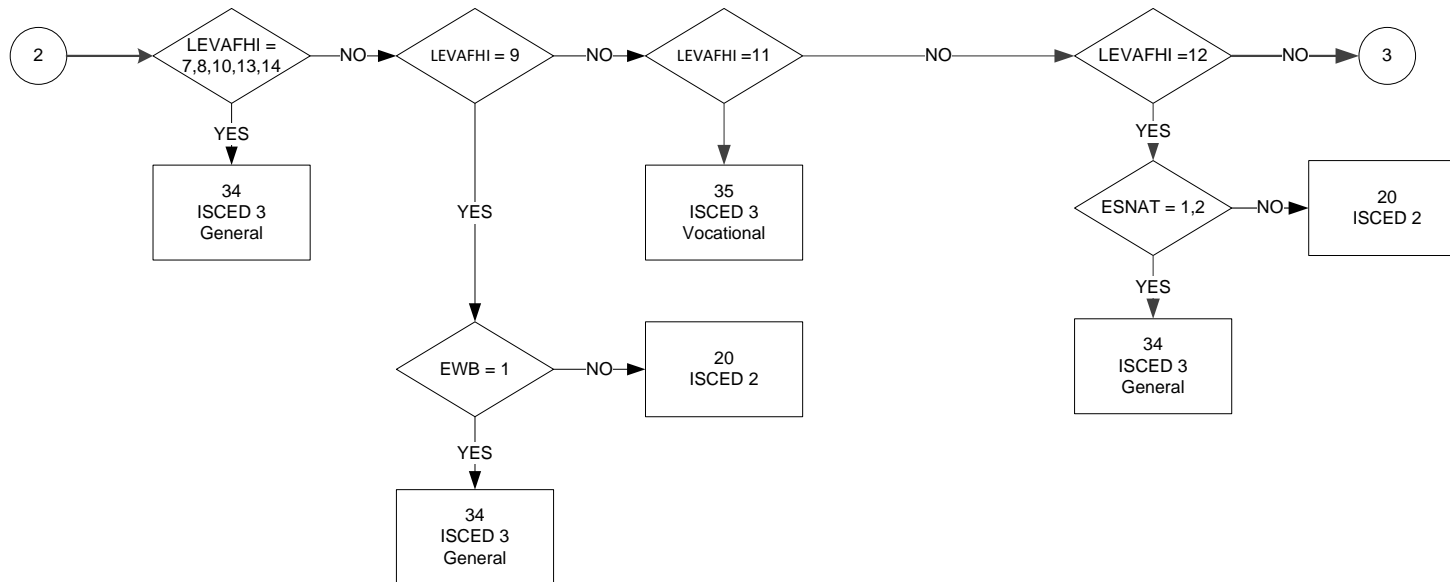 2
LEVAFHI =
7,8,10,13,14
NO
LEVAFHI = 9
NO
LEVAFHI =11
NO
LEVAFHI =12
NO
3
YES
34
ISCED 3
General
YES
35
ISCED 3
Vocational
YES
ESNAT = 1,2
NO
20
ISCED 2
YES
34
ISCED 3
General
YES
EWB = 1
NO
20
ISCED 2
YES
34
ISCED 3
General